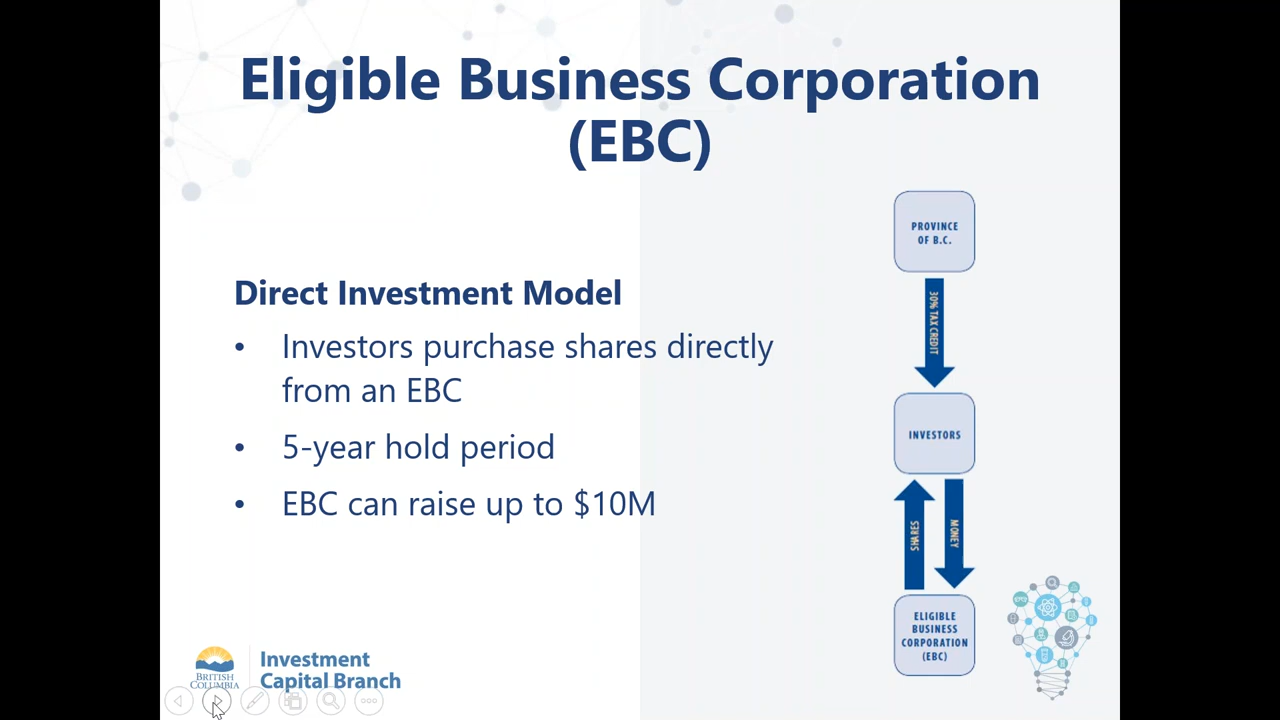 Eligible Business Corporation
(EBC)
Direct Investment Model
• Investors purchase shares directly
from an EBC
• 5-year hold period
• EBC can raise up to $10M
PROVINCE
OF B.C.
30% TAX CREDIT
INVESTORS
SHARES
MONEY
ELIGIBLE
BUSINESS
CORPORATION
(EBC)
BRITISH
COLUMBIA
Investment
Capital Branch